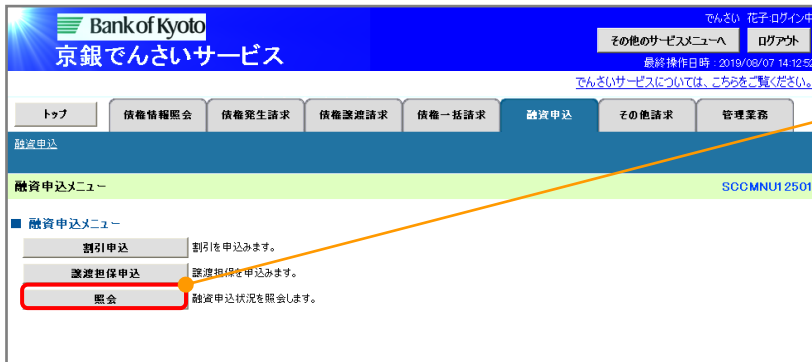 Bank of Kyoto
京銀でんさいサービス
でんさい 花子:ログイン中
その他のサービスメニューへ ログアウト
最終操作日時：2019/08/07 14:12:52
でんさいサービスについては、こちらをご覧ください。
トップ 債権情報照会 債権発生請求 債権譲渡請求 債権一括請求 融資申込 その他請求 管理業務
融資申込
融資申込メニュー SCCMNU12501
■ 融資申込メニュー
割引申込 割引を申込みます。
譲渡担保申込 譲渡担保を申込みます。
照会 融資申込状況を照会します。